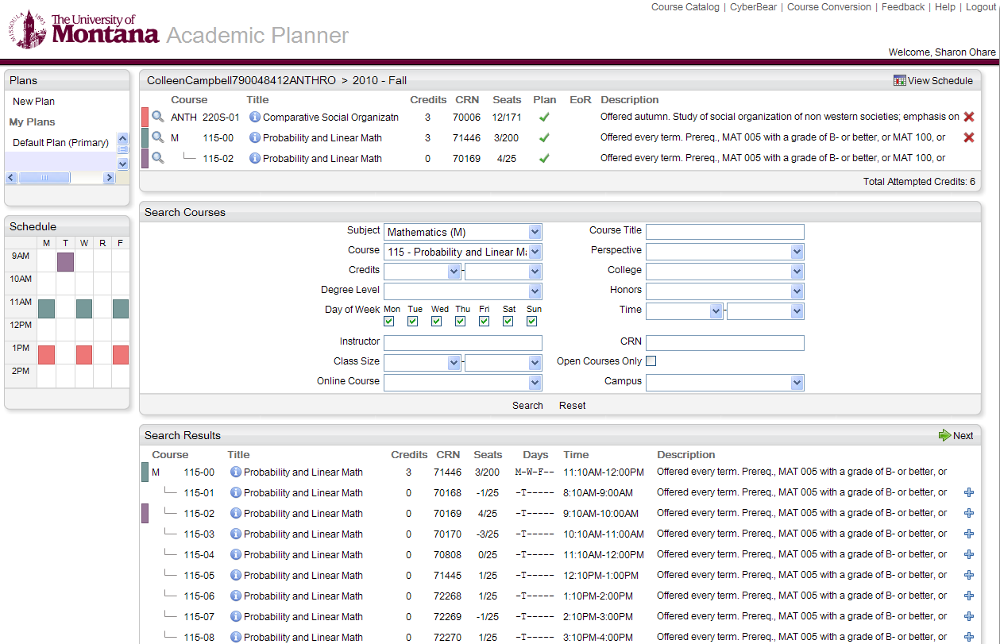 Course Catalog | CyberBear | Course Conversion | Feedback | Help | Logout
MISSOULA 1893
The University of
Montana Academic Planner
Welcome, Sharon Ohare
Plans
New Plan
My Plans
Default Plan (Primary)
ColleenCampbell790048412ANTHRO > 2010 - Fall View Schedule
Course Title Credits CRN Seats Plan EoR Description
ANTH 220S-01 Comparative Social Organizatn 3 70006 12/171 Offered autumn. Study of social organization of non western societies; emphasis on
M 115-00 Probability and Linear Math 3 71446 3/200 Offered every term. Prereq., MAT 005 with a grade of B- or better, or MAT 100, or
115-02 Probability and Linear Math 0 70169 4/25 Offered every term. Prereq., MAT 005 with a grade of B- or better, or MAT 100, or
Total Attempted Credits: 6
Schedule
M T W R F
9AM
10AM
11AM
12PM
1PM
2PM
Search Courses
Subject Mathematics (M) Course Title
Course 115 - Probability and Linear Ma Perspective
Credits - College
Degree Level Honors
Day of Week Mon Tue Wed Thu Fri Sat Sun Time -
Instructor CRN
Class Size - Open Courses Only
Online Course Campus
Search Reset
Search Results Next
Course Title Credits CRN Seats Days Time Description
M 115-00 Probability and Linear Math 3 71446 3/200 M-W-F-- 11:10AM-12:00PM Offered every term. Prereq., MAT 005 with a grade of B- or better, or
115-01 Probability and Linear Math 0 70168 -1/25 -T----- 8:10AM-9:00AM Offered every term. Prereq., MAT 005 with a grade of B- or better, or
115-02 Probability and Linear Math 0 70169 4/25 -T----- 9:10AM-10:00AM Offered every term. Prereq., MAT 005 with a grade of B- or better, or
115-03 Probability and Linear Math 0 70170 -3/25 -T----- 10:10AM-11:00AM Offered every term. Prereq., MAT 005 with a grade of B- or better, or
115-04 Probability and Linear Math 0 70808 0/25 -T----- 11:10AM-12:00PM Offered every term. Prereq., MAT 005 with a grade of B- or better, or
115-05 Probability and Linear Math 0 71445 1/25 -T----- 12:10PM-1:00PM Offered every term. Prereq., MAT 005 with a grade of B- or better, or
115-06 Probability and Linear Math 0 72268 1/25 -T----- 1:10PM-2:00PM Offered every term. Prereq., MAT 005 with a grade of B- or better, or
115-07 Probability and Linear Math 0 72269 -1/25 -T----- 2:10PM-3:00PM Offered every term. Prereq., MAT 005 with a grade of B- or better, or
115-08 Probability and Linear Math 0 72270 1/25 -T----- 3:10PM-4:00PM Offered every term. Prereq., MAT 005 with a grade of B- or better, or